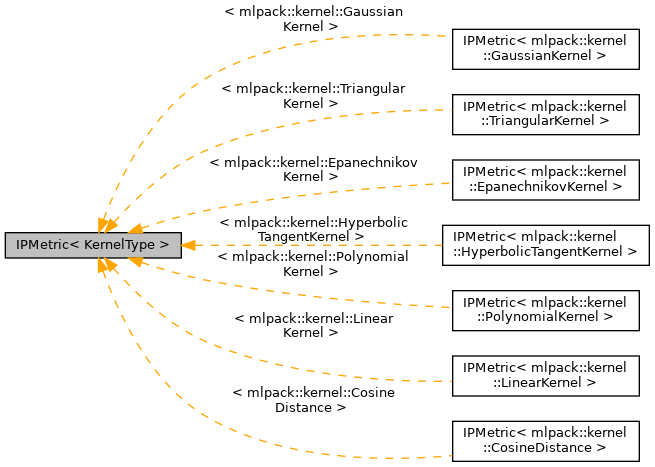 < mlpack::kernel::Gaussian
Kernel >
IPMetric< mlpack::kernel
::GaussianKernel >
< mlpack::kernel::Triangular
Kernel >
IPMetric< mlpack::kernel
::TriangularKernel >
< mlpack::kernel::Epanechnikov
Kernel >
IPMetric< mlpack::kernel
::EpanechnikovKernel >
IPMetric< KernelType >
< mlpack::kernel::Hyperbolic
TangentKernel >
IPMetric< mlpack::kernel
::HyperbolicTangentKernel >
< mlpack::kernel::Polynomial
Kernel >
IPMetric< mlpack::kernel
::PolynomialKernel >
< mlpack::kernel::Linear
Kernel >
IPMetric< mlpack::kernel
::LinearKernel >
< mlpack::kernel::Cosine
Distance >
IPMetric< mlpack::kernel
::CosineDistance >